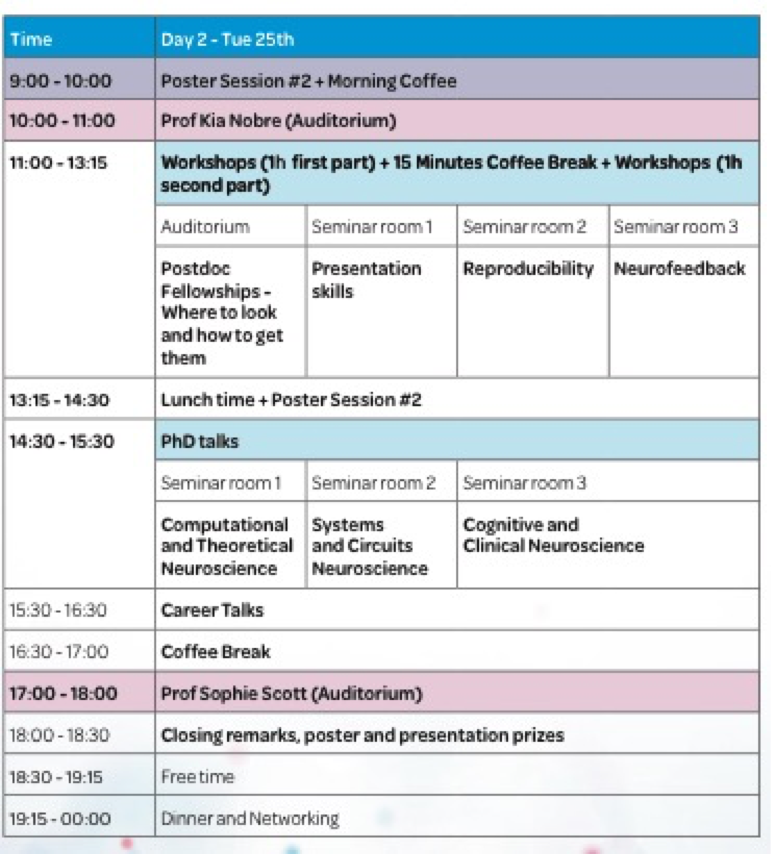 Time Day 2 - Tue 25th
9:00 - 10:00 Poster Session #2 + Morning Coffee
10:00 - 11:00 Prof Kia Nobre (Auditorium)
11:00 - 13:15 Workshops (1h first part) + 15 Minutes Coffee Break + Workshops (1h
second part)
Auditorium Seminar room 1 Seminar room 2 Seminar room 3
Postdoc Presentation Reproducibility Neurofeedback
Fellowships - skills
Where to look
and how to get
them
13:15 - 14:30 Lunch time + Poster Session #2
14:30 - 15:30 PhD talks
Seminar room 1 Seminar room 2 Seminar room 3
Computational Systems Cognitive and
and Theoretical and Circuits Clinical Neuroscience
Neuroscience Neuroscience
15:30 - 16:30 Career Talks
16:30 - 17:00 Coffee Break
17:00 - 18:00 Prof Sophie Scott (Auditorium)
18:00 - 18:30 Closing remarks, poster and presentation prizes
18:30 - 19:15 Free time
19:15 - 00:00 Dinner and Networking